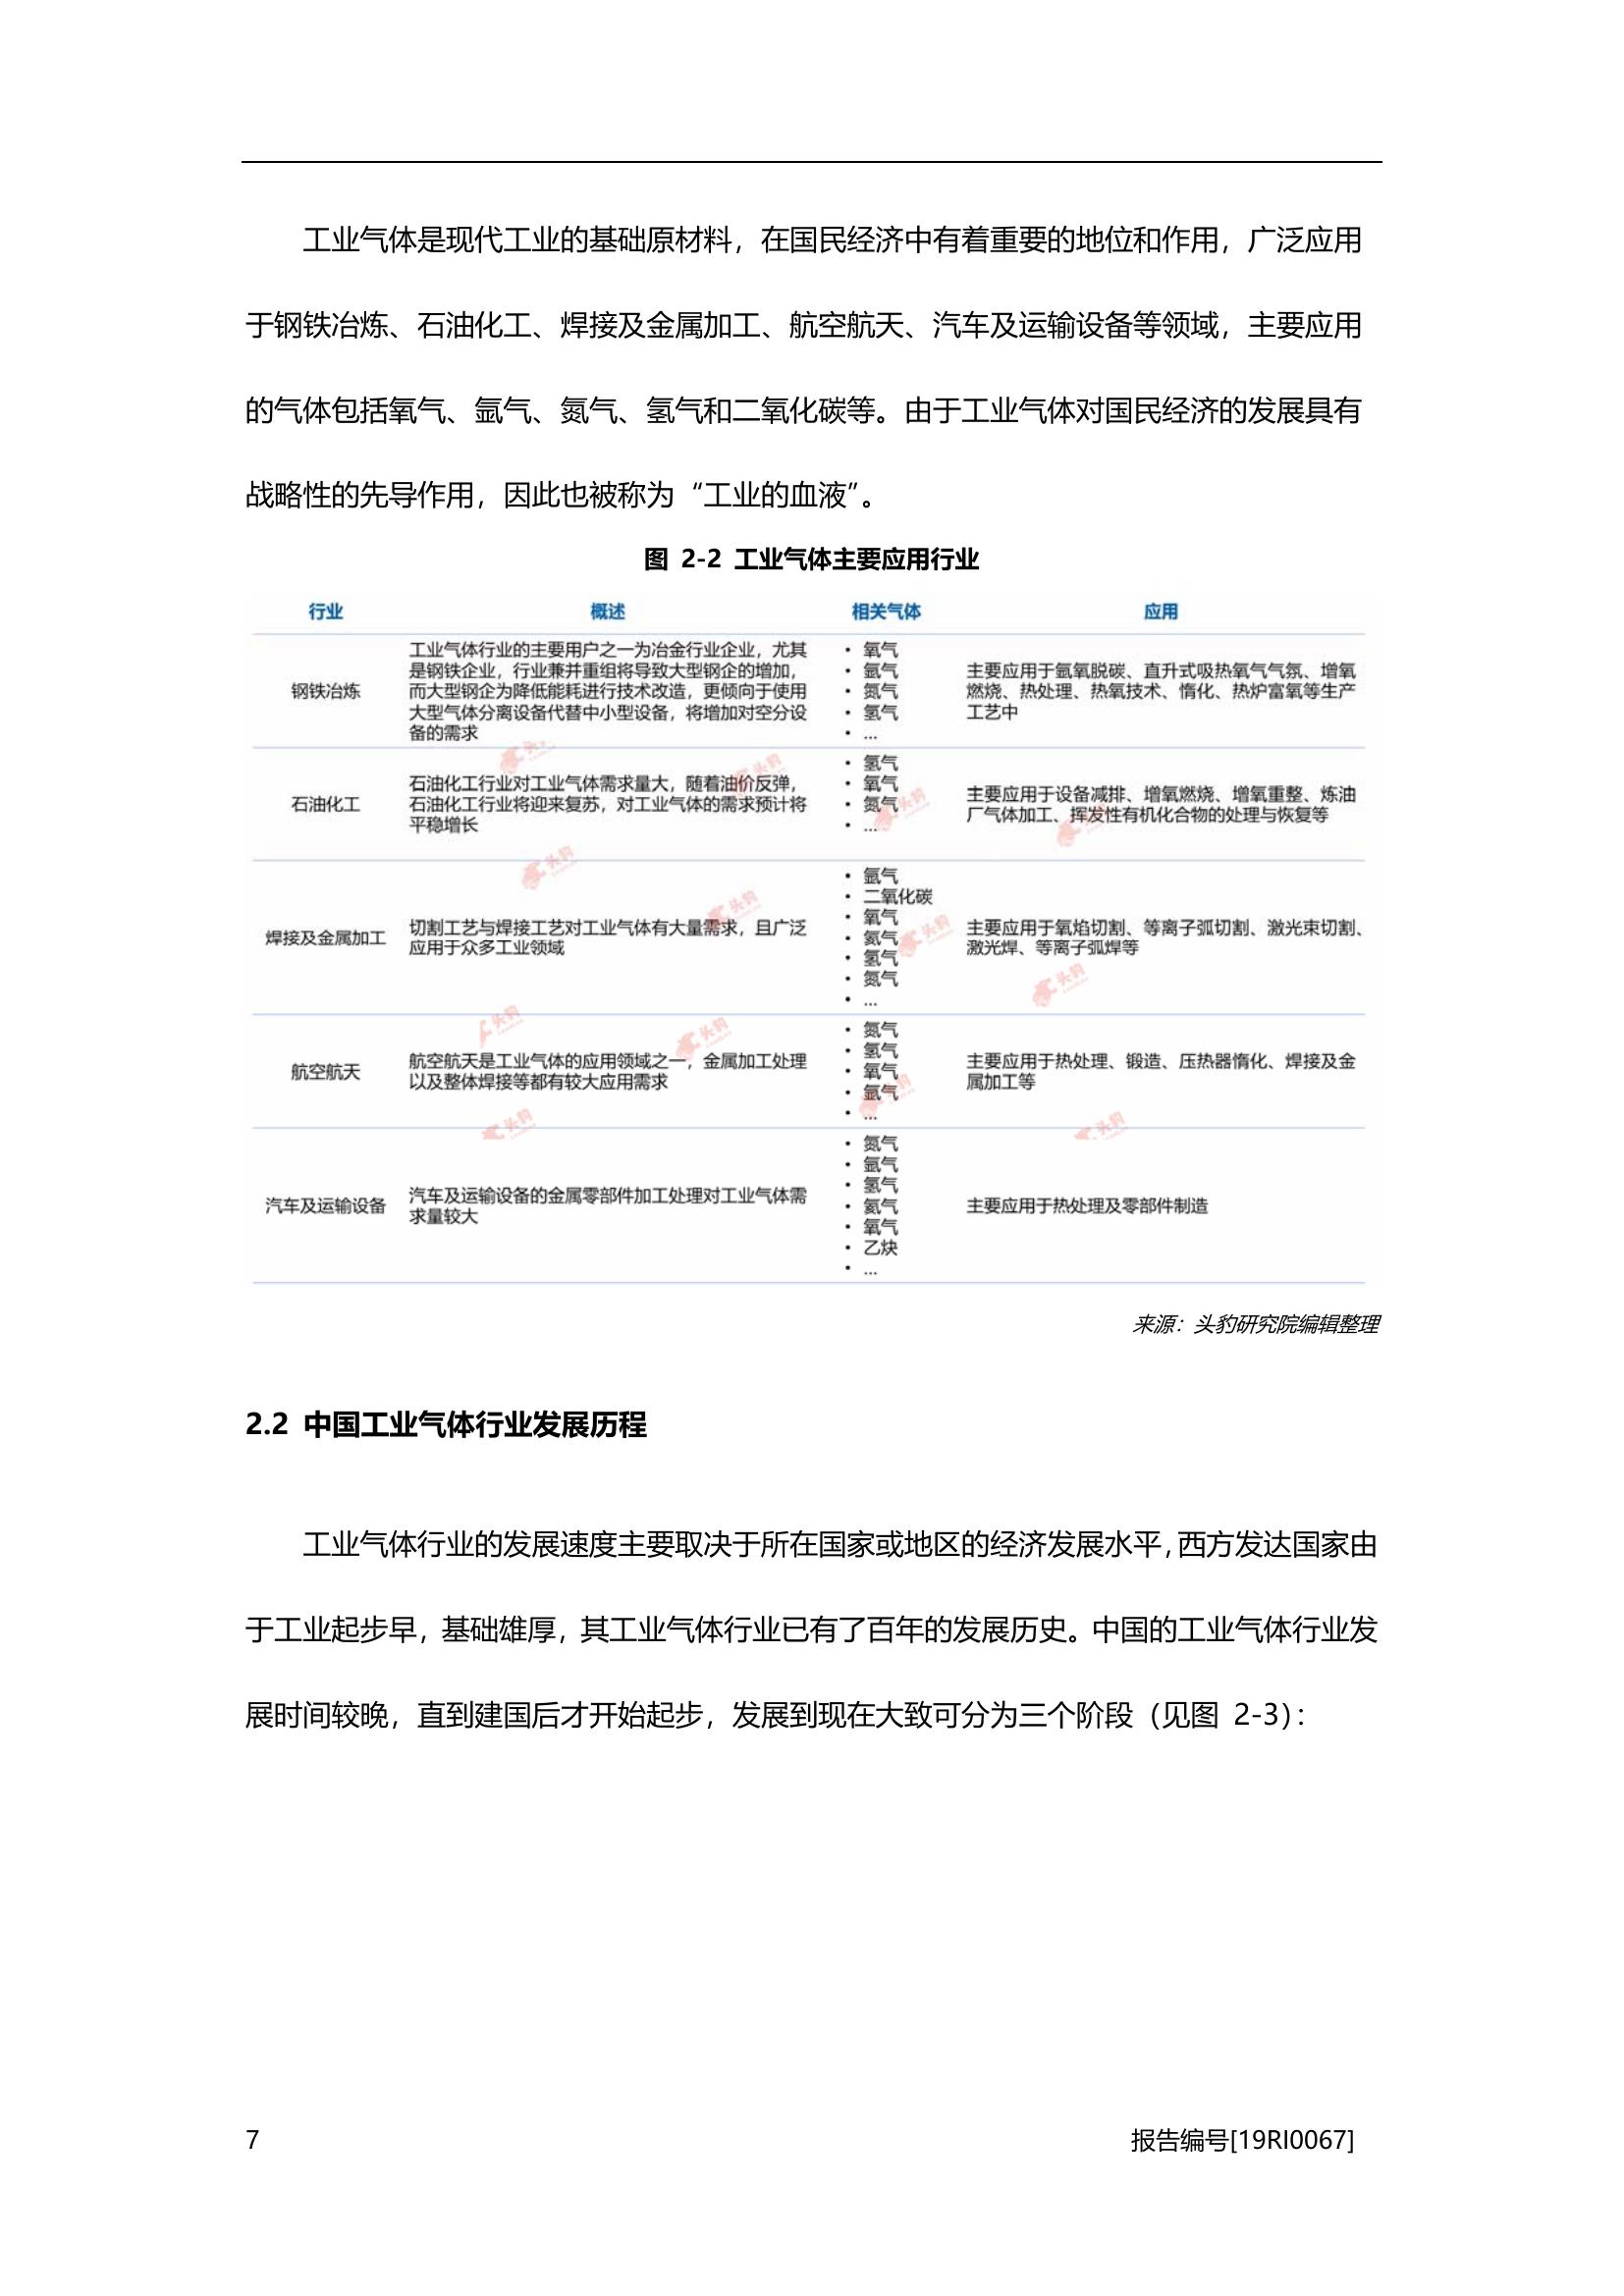 工业气体是现代工业的基础原材料，在国民经济中有着重要的地位和作用，广泛应用
于钢铁冶炼、石油化工、焊接及金属加工、航空航天、汽车及运输设备等领域，主要应用
的气体包括氧气、氩气、氮气、氢气和二氧化碳等。由于工业气体对国民经济的发展具有
战略性的先导作用，因此也被称为“工业的血液”。
图 2-2 工业气体主要应用行业
行业 概述 相关气体 应用
钢铁冶炼
工业气体行业的主要用户之一为冶金行业企业，尤其
是钢铁企业，行业兼并重组将导致大型钢企的增加，
而大型钢企为降低能耗进行技术改造，更倾向于使用
大型气体分离设备代替中小型设备，将增加对空分设
备的需求
• 氧气
• 氩气
• 氮气
• 氢气
• ...
主要应用于氩氧脱碳、直升式吸热氧气气氛、增氧
燃烧、热处理、热氧技术、惰化、热炉富氧等生产
工艺中
石油化工
石油化工行业对工业气体需求量大，随着油价反弹，
石油化工行业将迎来复苏，对工业气体的需求预计将
平稳增长
• 氢气
• 氧气
• 氮气
• ...
主要应用于设备减排、增氧燃烧、增氧重整、炼油
厂气体加工、挥发性有机化合物的处理与恢复等
焊接及金属加工
切割工艺与焊接工艺对工业气体有大量需求，且广泛
应用于众多工业领域
• 氩气
• 二氧化碳
• 氧气
• 氦气
• 氢气
• 氮气
• ...
主要应用于氧焰切割、等离子弧切割、激光束切割、
激光焊、等离子弧焊等
航空航天
航空航天是工业气体的应用领域之一，金属加工处理
以及整体焊接等都有较大应用需求
• 氮气
• 氢气
• 氧气
• 氩气
• ...
主要应用于热处理、锻造、压热器惰化、焊接及金
属加工等
汽车及运输设备
汽车及运输设备的金属零部件加工处理对工业气体需
求量较大
• 氮气
• 氩气
• 氢气
• 氦气
• 氧气
• 乙炔
• ...
主要应用于热处理及零部件制造
来源：头豹研究院编辑整理
2.2 中国工业气体行业发展历程
工业气体行业的发展速度主要取决于所在国家或地区的经济发展水平，西方发达国家由
于工业起步早，基础雄厚，其工业气体行业已有了百年的发展历史。中国的工业气体行业发
展时间较晚，直到建国后才开始起步，发展到现在大致可分为三个阶段（见图 2-3）：
7 报告编号[19RI0067]